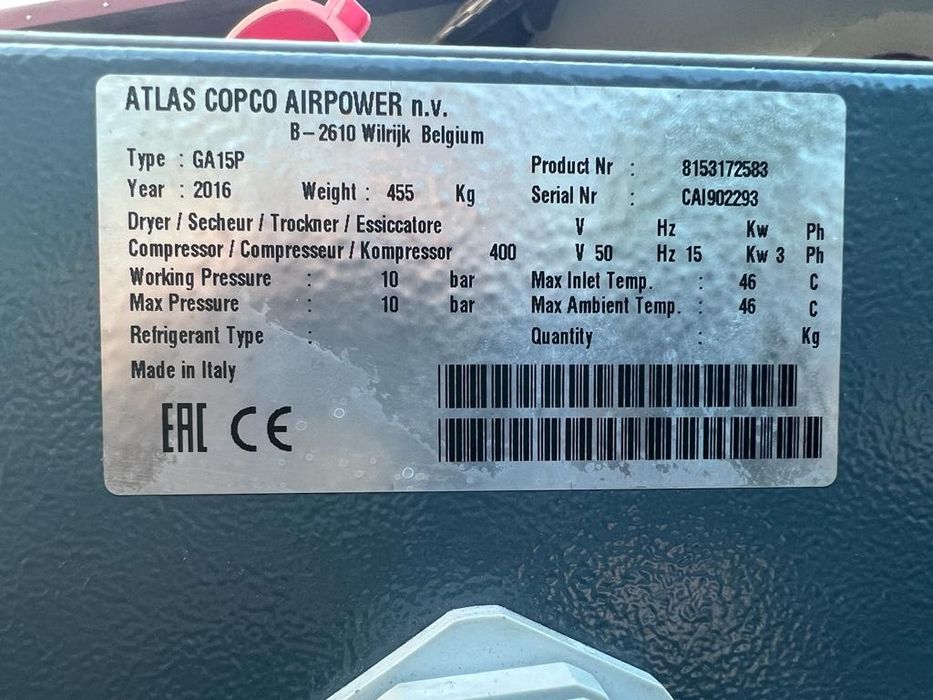 ATLAS COPCO AIRPOWER n.v.
B-2610 Wilrijk Belgium
Type : GA15P
Product Nr : 8153172583
Year : 2016 Weight : 455 Kg
Serial Nr : CAI902293
Dryer / Secheur / Trockner / Essiccatore V Hz Kw Ph
Compressor / Compresseur / Kompressor 400 V 50 Hz 15 Kw 3 Ph
Working Pressure : 10 bar Max Inlet Temp. : 46 C
Max Pressure : 10 bar Max Ambient Temp. : 46 C
Refrigerant Type : Quantity : Kg
Made in Italy
EAC CE